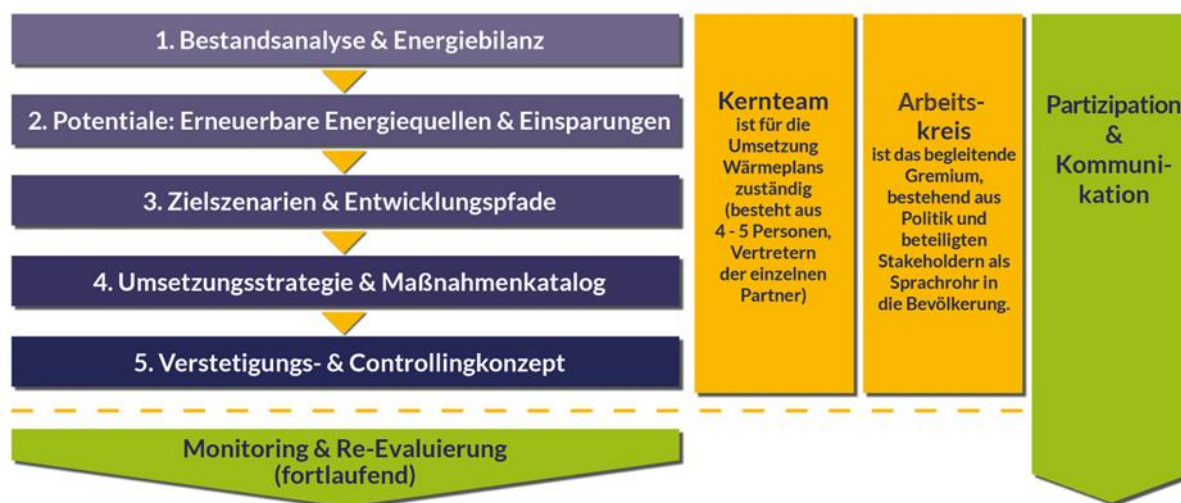 1. Bestandsanalyse & Energiebilanz
2. Potentiale: Erneuerbare Energiequellen & Einsparungen
3. Zielszenarien & Entwicklungspfade
4. Umsetzungsstrategie & Maßnahmenkatalog
5. Verstetigungs- & Controllingkonzept
Monitoring & Re-Evaluierung
(fortlaufend)
Kernteam
ist für die
Umsetzung
Wärmeplans
zuständig
(besteht aus
4 - 5 Personen,
Vertretern
der einzelnen
Partner)
Arbeits-
kreis
ist das begleitende
Gremium,
bestehend aus
Politik und
beteiligten
Stakeholdern als
Sprachrohr in
die Bevölkerung.
Partizipation
&
Kommuni-
kation